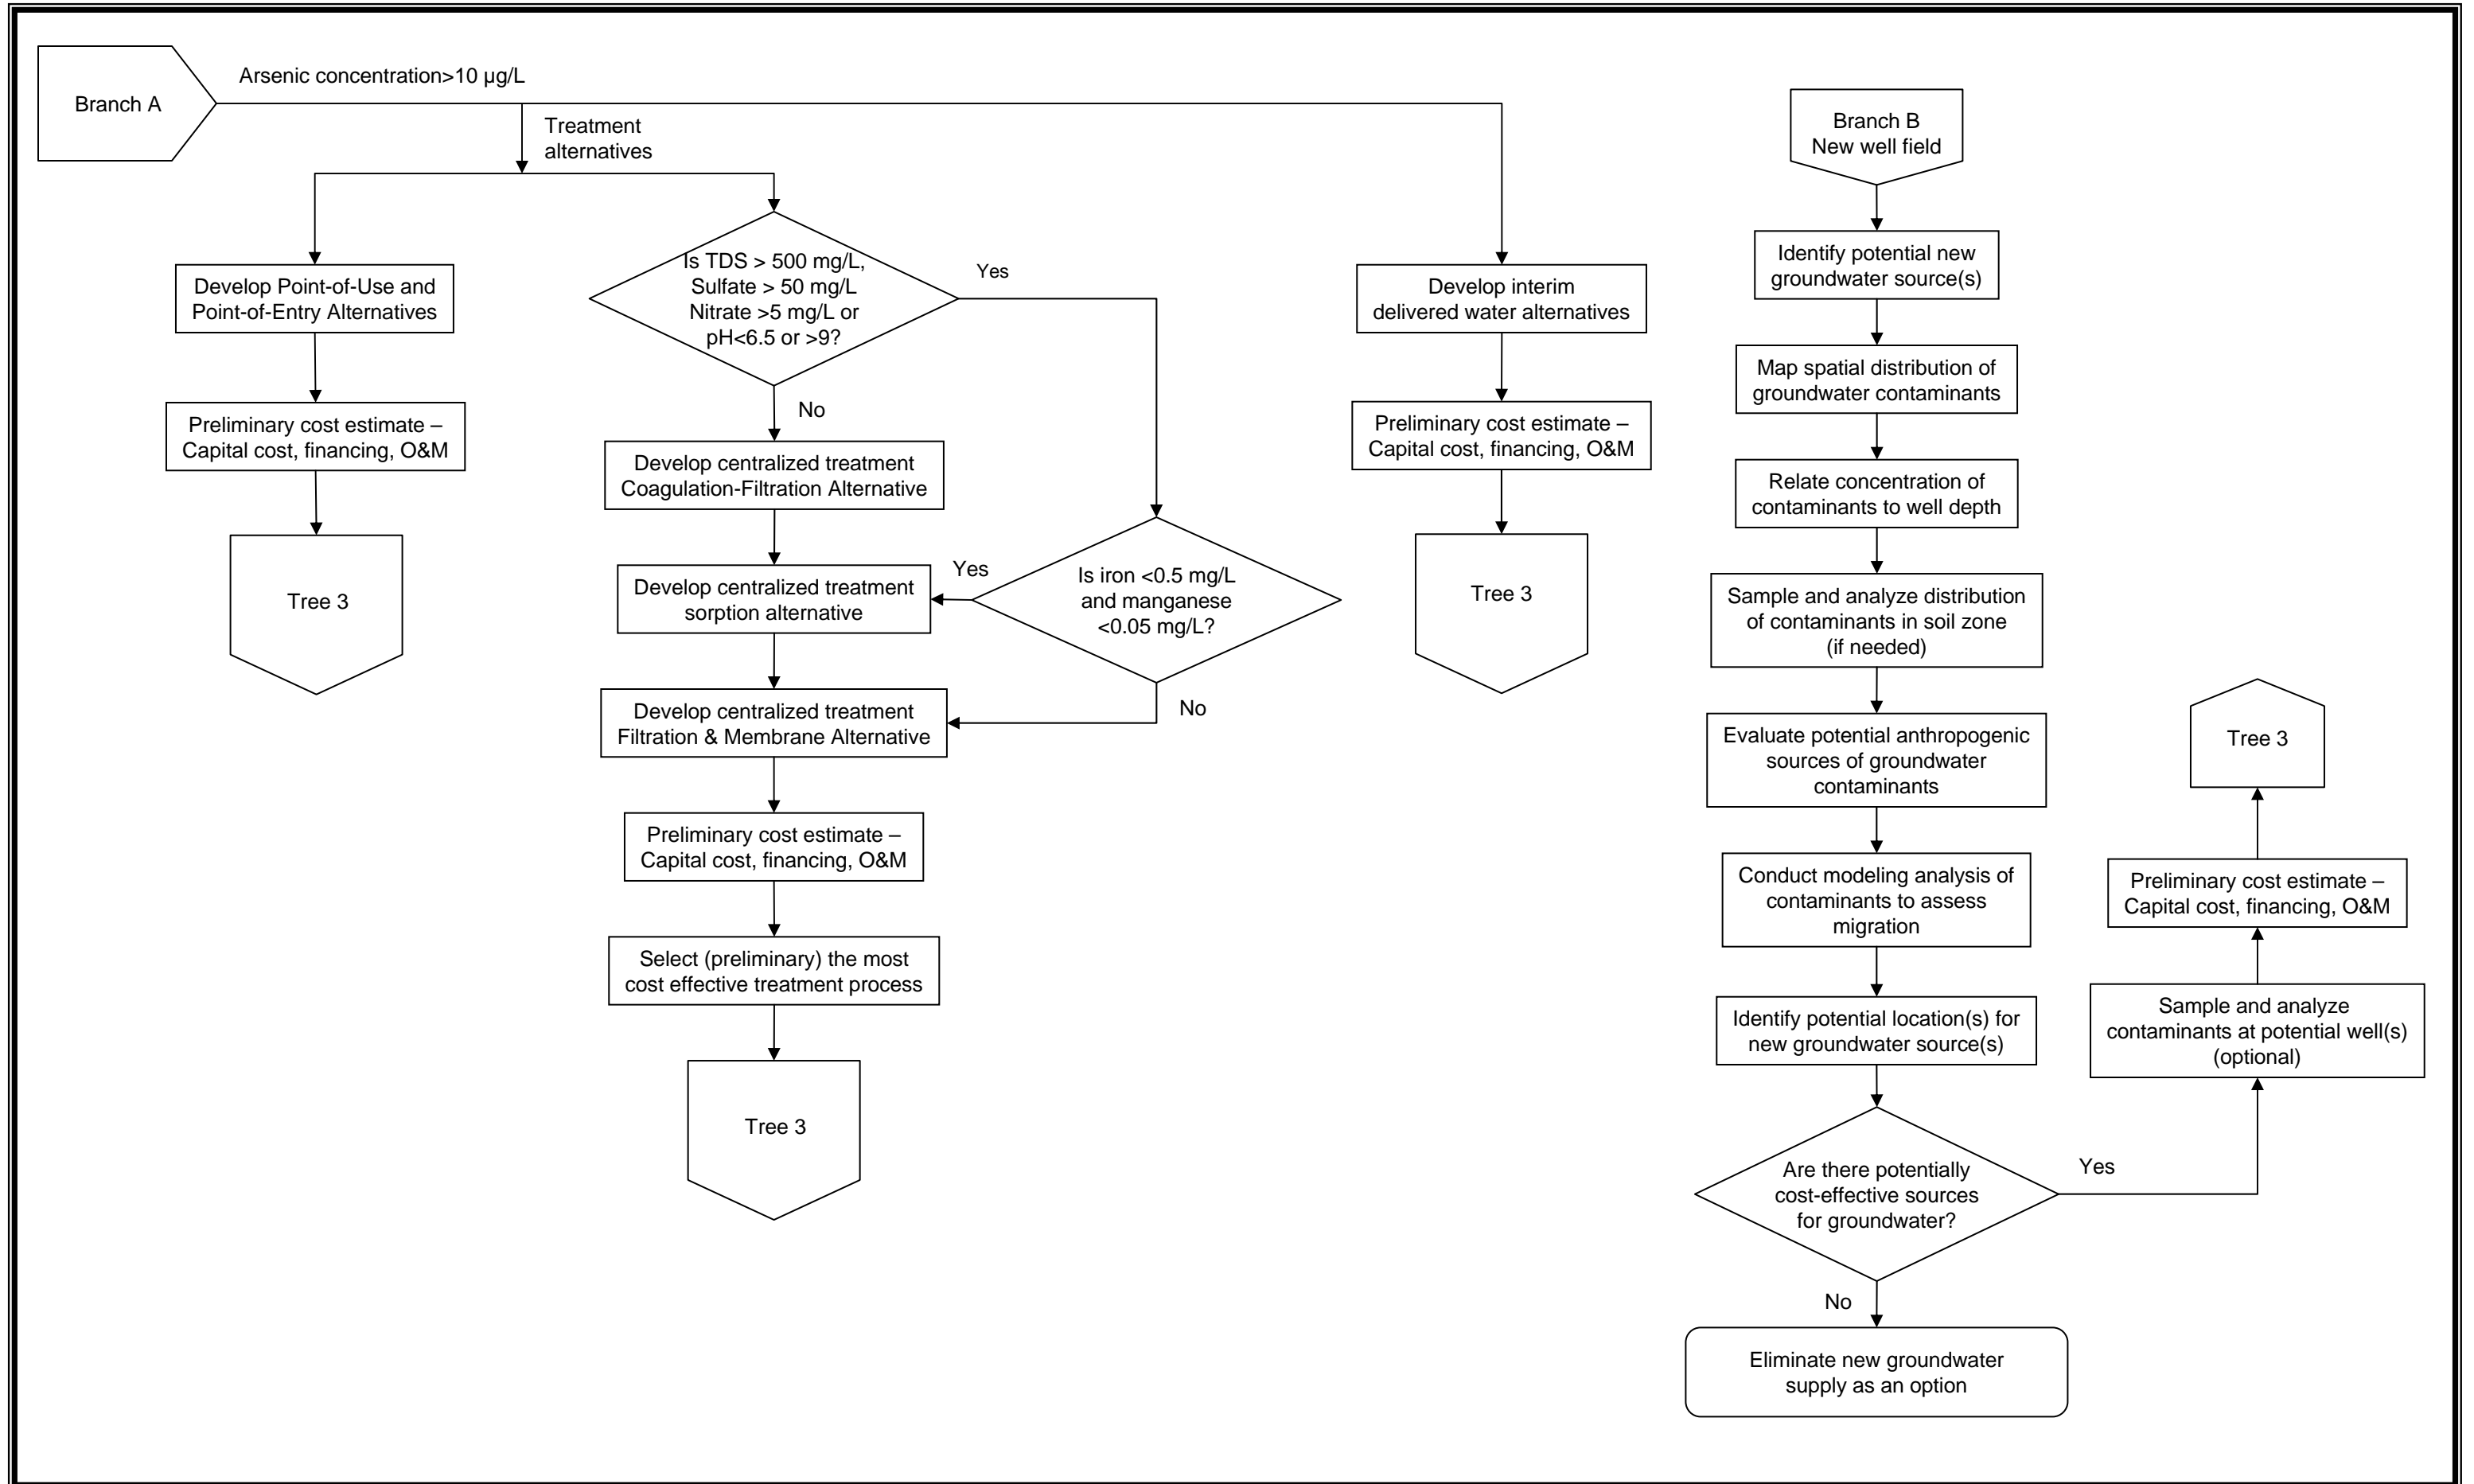 Branch A
Arsenic concentration>10 µg/L
Treatment
alternatives
Develop Point-of-Use and
Point-of-Entry Alternatives
Preliminary cost estimate –
Capital cost, financing, O&M
Tree 3
Is TDS > 500 mg/L,
Sulfate > 50 mg/L
Nitrate >5 mg/L or
pH<6.5 or >9?
Yes
No
Develop centralized treatment
Coagulation-Filtration Alternative
Develop centralized treatment
sorption alternative
Yes
Is iron <0.5 mg/L
and manganese
<0.05 mg/L?
No
Develop centralized treatment
Filtration & Membrane Alternative
Preliminary cost estimate –
Capital cost, financing, O&M
Select (preliminary) the most
cost effective treatment process
Tree 3
Develop interim
delivered water alternatives
Preliminary cost estimate –
Capital cost, financing, O&M
Tree 3
Branch B
New well field
Identify potential new
groundwater source(s)
Map spatial distribution of
groundwater contaminants
Relate concentration of
contaminants to well depth
Sample and analyze distribution
of contaminants in soil zone
(if needed)
Evaluate potential anthropogenic
sources of groundwater
contaminants
Conduct modeling analysis of
contaminants to assess
migration
Identify potential location(s) for
new groundwater source(s)
Are there potentially
cost-effective sources
for groundwater?
Yes
No
Eliminate new groundwater
supply as an option
Sample and analyze
contaminants at potential well(s)
(optional)
Preliminary cost estimate –
Capital cost, financing, O&M
Tree 3